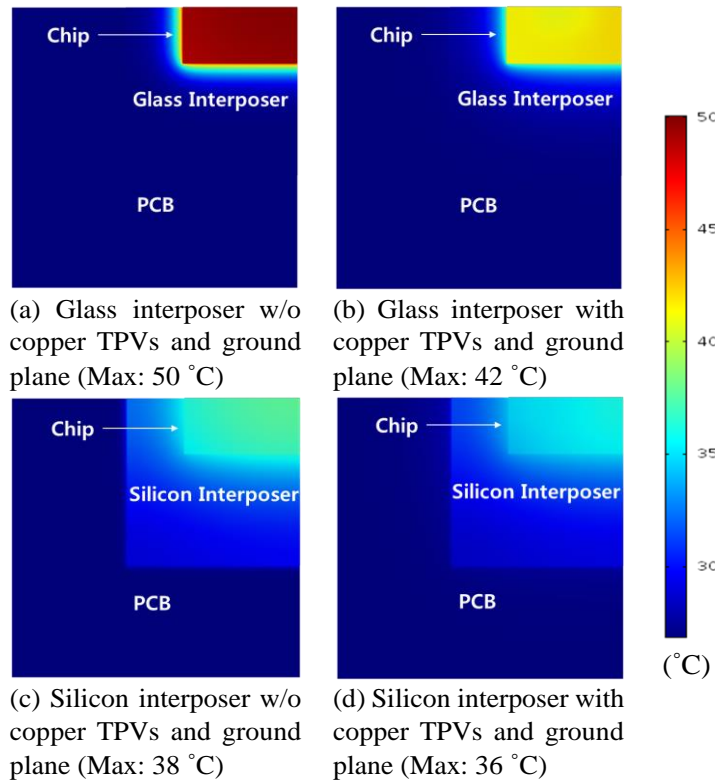 Chip
Glass Interposer
PCB
(a) Glass interposer w/o
copper TPVs and ground
plane (Max: 50 ˚C)
Chip
Glass Interposer
PCB
(b) Glass interposer with
copper TPVs and ground
plane (Max: 42 ˚C)
Chip
Silicon Interposer
PCB
(c) Silicon interposer w/o
copper TPVs and ground
plane (Max: 38 ˚C)
Chip
Silicon Interposer
PCB
(d) Silicon interposer with
copper TPVs and ground
plane (Max: 36 ˚C)
50
45
40
35
30
(˚C)